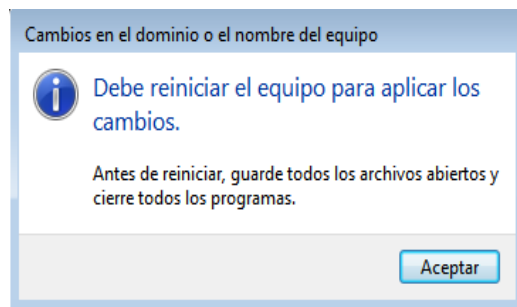 Cambios en el dominio o el nombre del equipo
Debe reiniciar el equipo para aplicar los
cambios.
Antes de reiniciar, guarde todos los archivos abiertos y
cierre todos los programas.
Aceptar